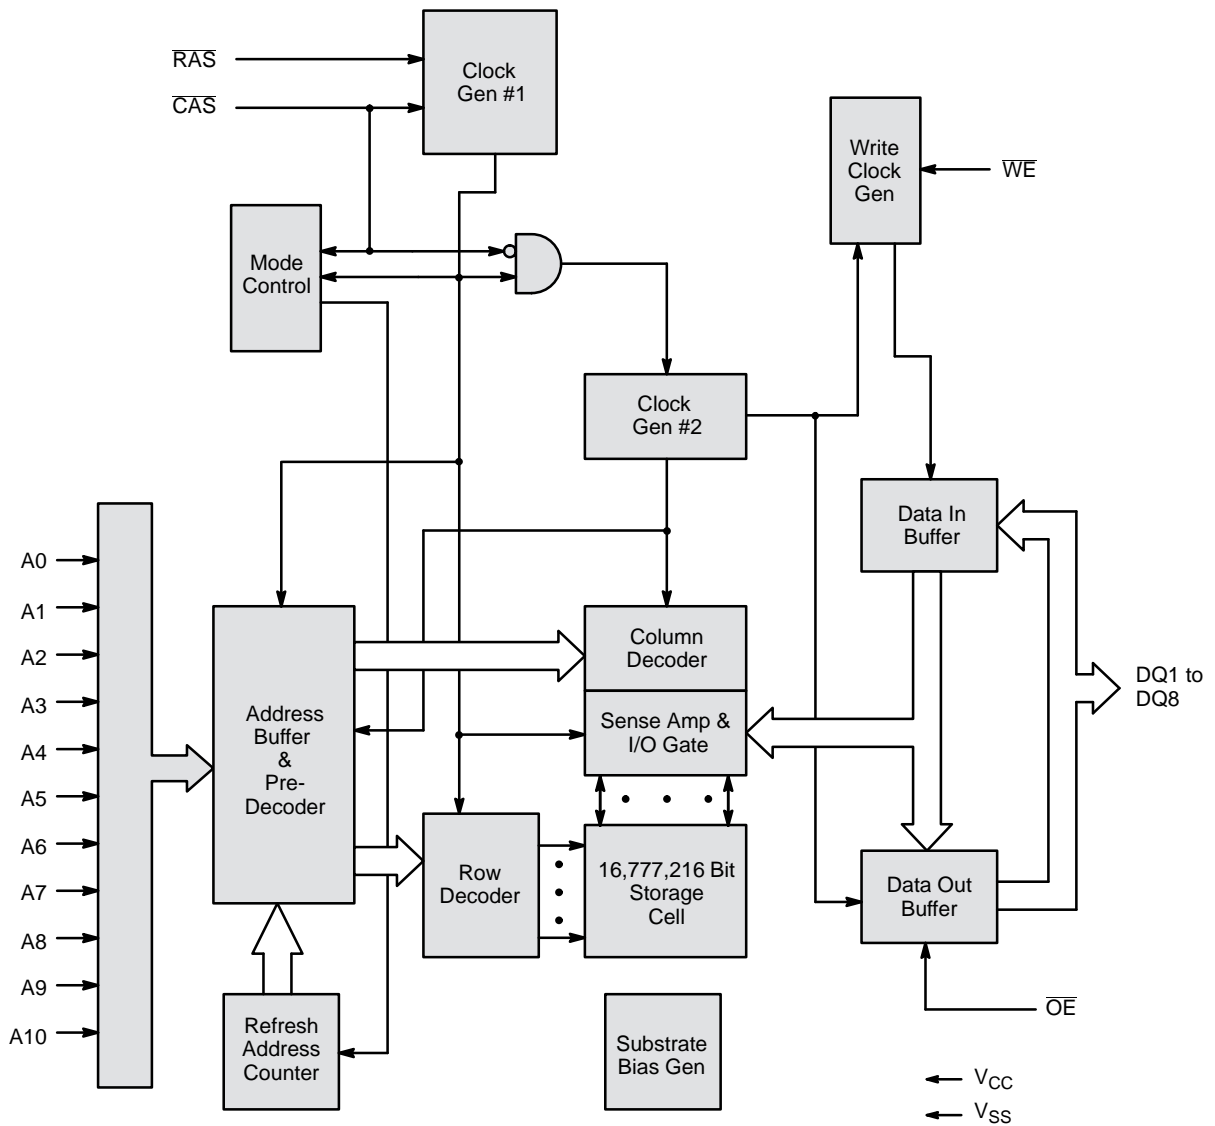 RAS
CAS
Clock
Gen #1
Write
Clock
Gen
WE
Mode
Control
Clock
Gen #2
Data In
Buffer
A0
A1
A2
A3
A4
A5
A6
A7
A8
A9
A10
Address
Buffer
&
Pre-
Decoder
Column
Decoder
Sense Amp &
I/O Gate
DQ1 to
DQ8
Row
Decoder
16,777,216 Bit
Storage
Cell
Data Out
Buffer
Refresh
Address
Counter
Substrate
Bias Gen
OE
VCC
VSS